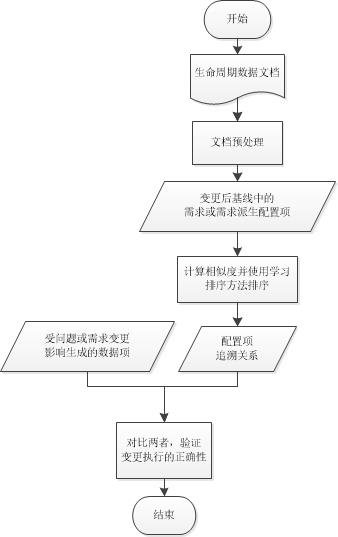 开始
生命周期数据文档
文档预处理
变更后基线中的
需求或需求派生配置项
计算相似度并使用学习
排序方法排序
受问题或需求变更
影响生成的数据项
配置项
追溯关系
对比两者，验证
变更执行的正确性
结束